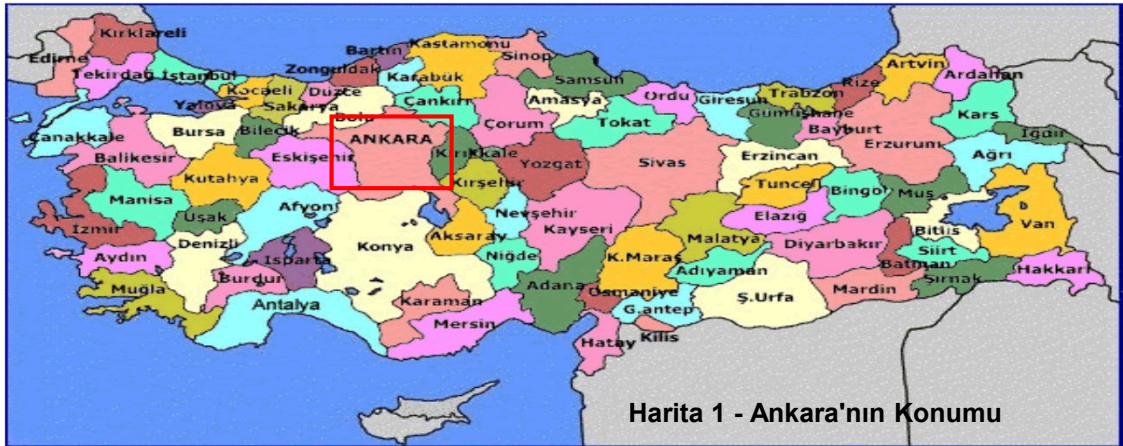 Kırklareli
Edirne
Tekirdağ
İstanbul
Kocaeli
Yalova
Sakarya
Düzce
Zonguldak
Bartın
Karabük
Kastamonu
Sinop
Samsun
Çankırı
Bolu
Amasya
Ordu
Giresun
Trabzon
Rize
Artvin
Ardahan
Kars
Iğdır
Gümüşhane
Bayburt
Erzurum
Ağrı
Çanakkale
Balikesir
Bursa
Bilecik
Eskişehir
ANKARA
Kırıkkale
Çorum
Tokat
Yozgat
Sivas
Erzincan
Tuncel
Bingol
Muş
Bitlis
Van
Kutahya
Manisa
Uşak
Afyon
Kırşehir
Nevşehir
Kayseri
Malatya
Elazığ
Diyarbakır
Siirt
Batman
Şırnak
Hakkari
İzmir
Aydın
Denizli
Isparta
Burdur
Konya
Aksaray
Niğde
K.Maraş
Adıyaman
Mardin
Ş.Urfa
Muğla
Antalya
Karaman
Mersin
Adana
Osmaniye
G.antep
Kilis
Hatay
Harita 1 - Ankara'nın Konumu